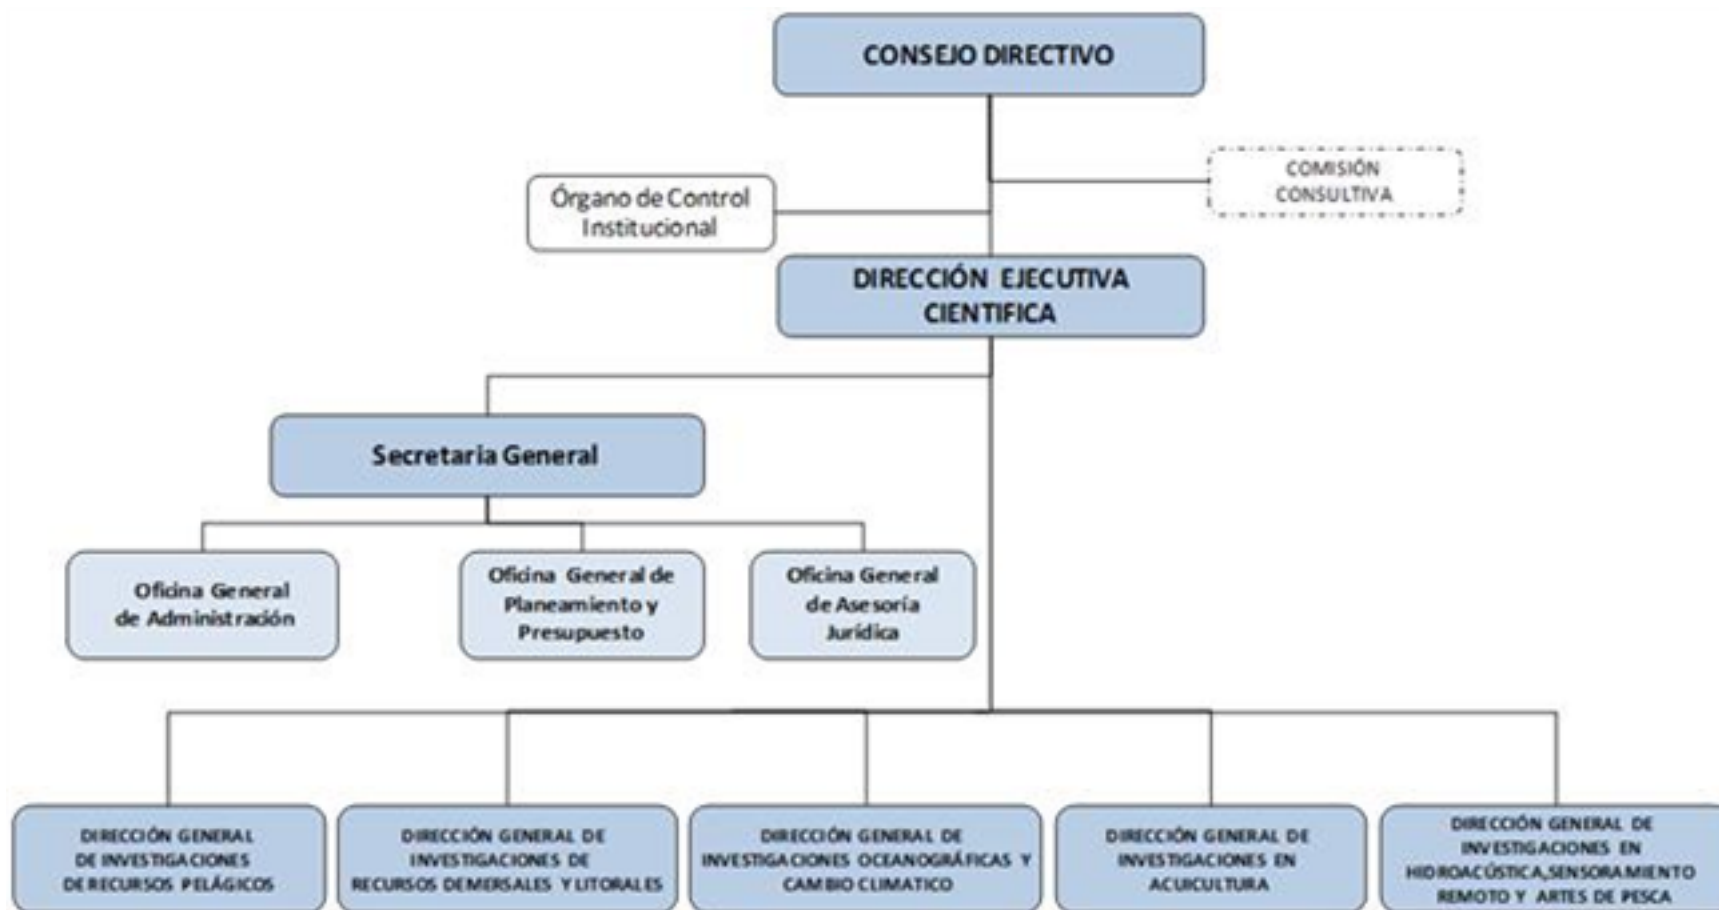 CONSEJO DIRECTIVO
COMISIÓN
CONSULTIVA
Órgano de Control
Institucional
DIRECCIÓN EJECUTIVA
CIENTIFICA
Secretaria General
Oficina General
de Administración
Oficina General de
Planeamiento y
Presupuesto
Oficina General
de Asesoría
Jurídica
DIRECCIÓN GENERAL
DE INVESTIGACIONES
DE RECURSOS PELÁGICOS
DIRECCIÓN GENERAL DE
INVESTIGACIONES DE
RECURSOS DEMERSALES Y LITORALES
DIRECCIÓN GENERAL DE
INVESTIGACIONES OCEANOGRÁFICAS Y
CAMBIO CLIMATICO
DIRECCIÓN GENERAL DE
INVESTIGACIONES EN
ACUICULTURA
DIRECCIÓN GENERAL DE
INVESTIGACIONES EN
HIDROACÚSTICA,SENSORAMIENTO
REMOTO Y ARTES DE PESCA